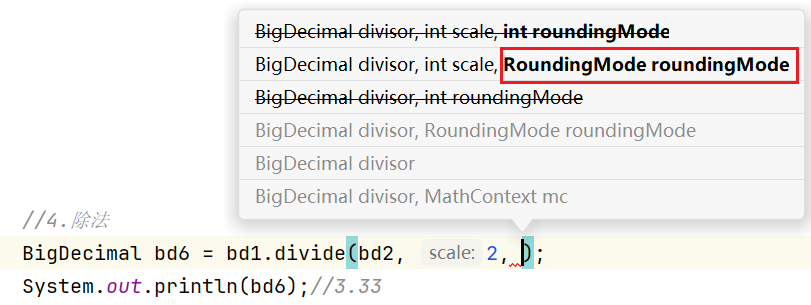 BigDecimal divisor, int scale, int roundingMode
BigDecimal divisor, int scale, RoundingMode roundingMode
BigDecimal divisor, int roundingMode
BigDecimal divisor, RoundingMode roundingMode
BigDecimal divisor
BigDecimal divisor, MathContext mc
//4.除法
BigDecimal bd6 = bd1.divide(bd2, scale: 2, );
System.out.println(bd6);//3.33